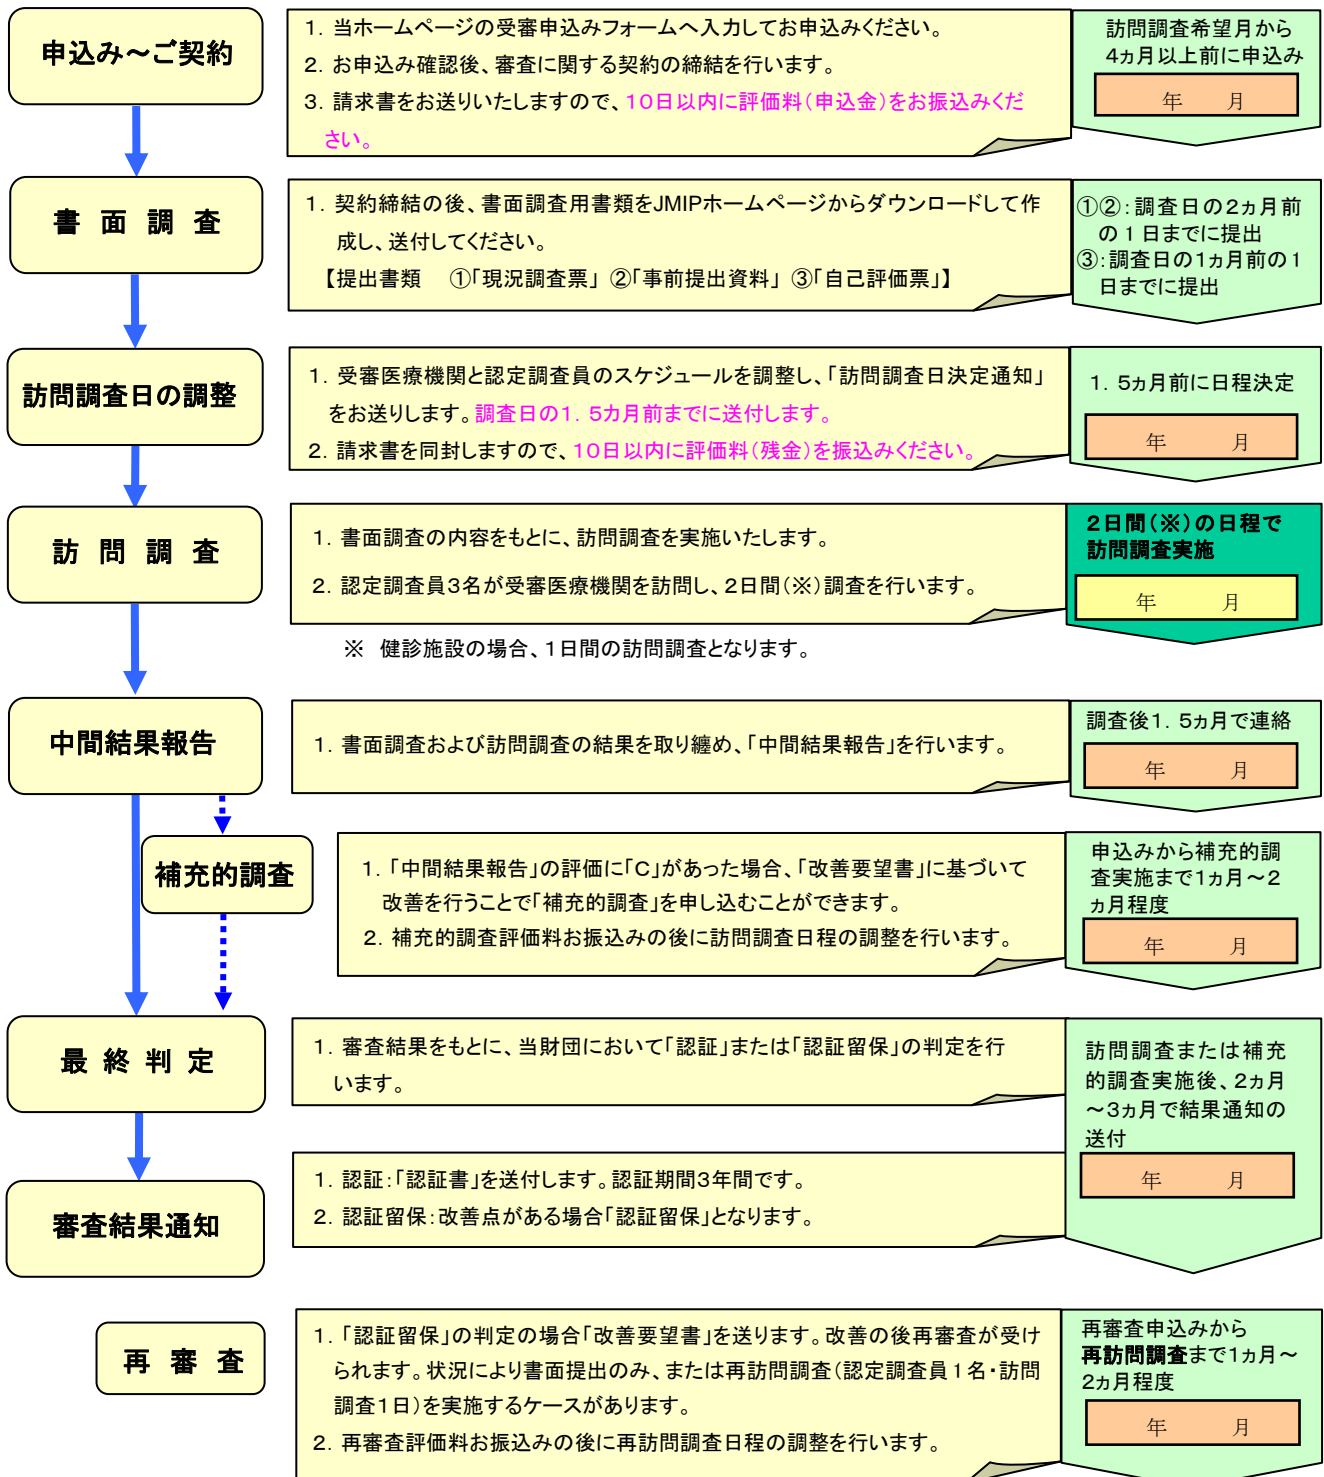 申込み～ご契約
1. 当ホームページの受審申込みフォームへ入力してお申込みください。
2. お申込み確認後、審査に関する契約の締結を行います。
3. 請求書をお送りいたしますので、10日以内に評価料(申込金)をお振込みくだ
さい。
訪問調査希望月から
4ヵ月以上前に申込み
年 月
書 面 調 査
1. 契約締結の後、書面調査用書類をJMIPホームページからダウンロードして作
成し、送付してください。
【提出書類 ①「現況調査票」 ②「事前提出資料」 ③「自己評価票」】
①②:調査日の2ヵ月前
の1日までに提出
③:調査日の1ヵ月前の1
日までに提出
訪問調査日の調整
1. 受審医療機関と認定調査員のスケジュールを調整し、「訪問調査日決定通知」
をお送りします。調査日の1．5カ月前までに送付します。
2. 請求書を同封しますので、10日以内に評価料(残金)を振込みください。
1．5ヵ月前に日程決定
年 月
訪 問 調 査
1. 書面調査の内容をもとに、訪問調査を実施いたします。
2. 認定調査員3名が受審医療機関を訪問し、2日間(※)調査を行います。
2日間(※)の日程で
訪問調査実施
年 月
※ 健診施設の場合、1日間の訪問調査となります。
中間結果報告
1. 書面調査および訪問調査の結果を取り纏め、「中間結果報告」を行います。
調査後1．5ヵ月で連絡
年 月
補充的調査
1. 「中間結果報告」の評価に「C」があった場合、「改善要望書」に基づいて
改善を行うことで「補充的調査」を申し込むことができます。
2. 補充的調査評価料お振込みの後に訪問調査日程の調整を行います。
申込みから補充的調
査実施まで1ヵ月～2
ヵ月程度
年 月
最 終 判 定
1. 審査結果をもとに、当財団において「認証」または「認証留保」の判定を行
います。
訪問調査または補充
的調査実施後、2ヵ月
～3ヵ月で結果通知の
送付
年 月
審査結果通知
1. 認証:「認証書」を送付します。認証期間3年間です。
2. 認証留保:改善点がある場合「認証留保」となります。
再 審 査
1. 「認証留保」の判定の場合「改善要望書」を送ります。改善の後再審査が受け
られます。状況により書面提出のみ、または再訪問調査(認定調査員1名・訪問
調査1日)を実施するケースがあります。
2. 再審査評価料お振込みの後に再訪問調査日程の調整を行います。
再審査申込みから
再訪問調査まで1ヵ月～
2ヵ月程度
年 月